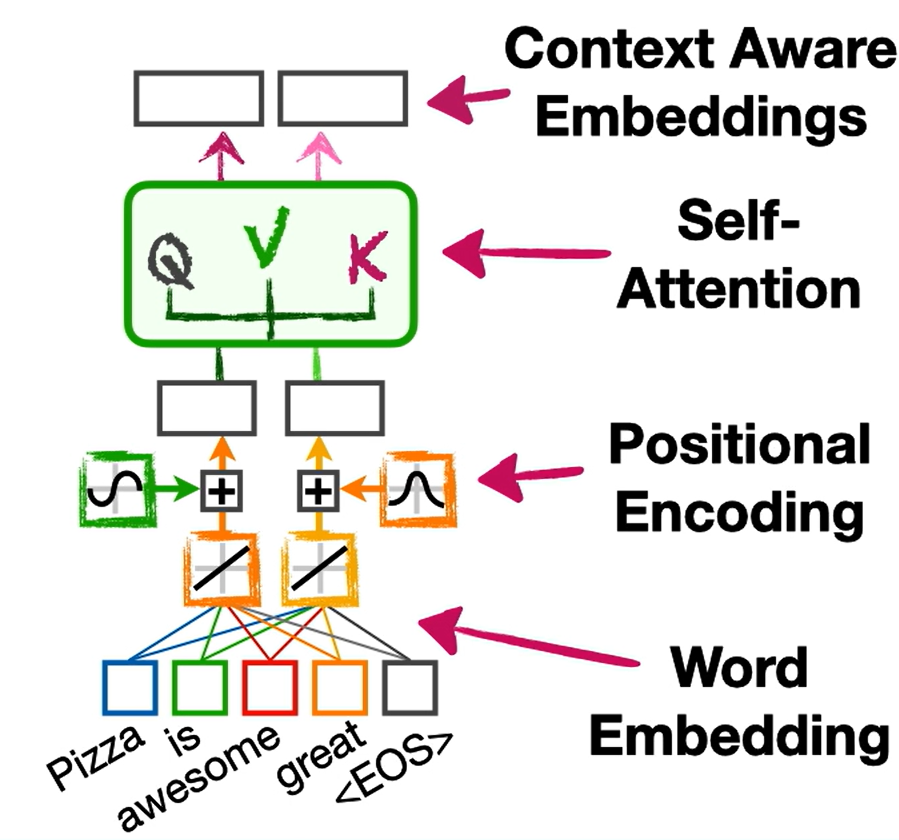 Context Aware
Embeddings
Self-
Attention
Q V K
Positional
Encoding
+ +
Word
Embedding
Pizza is awesome great <EOS>